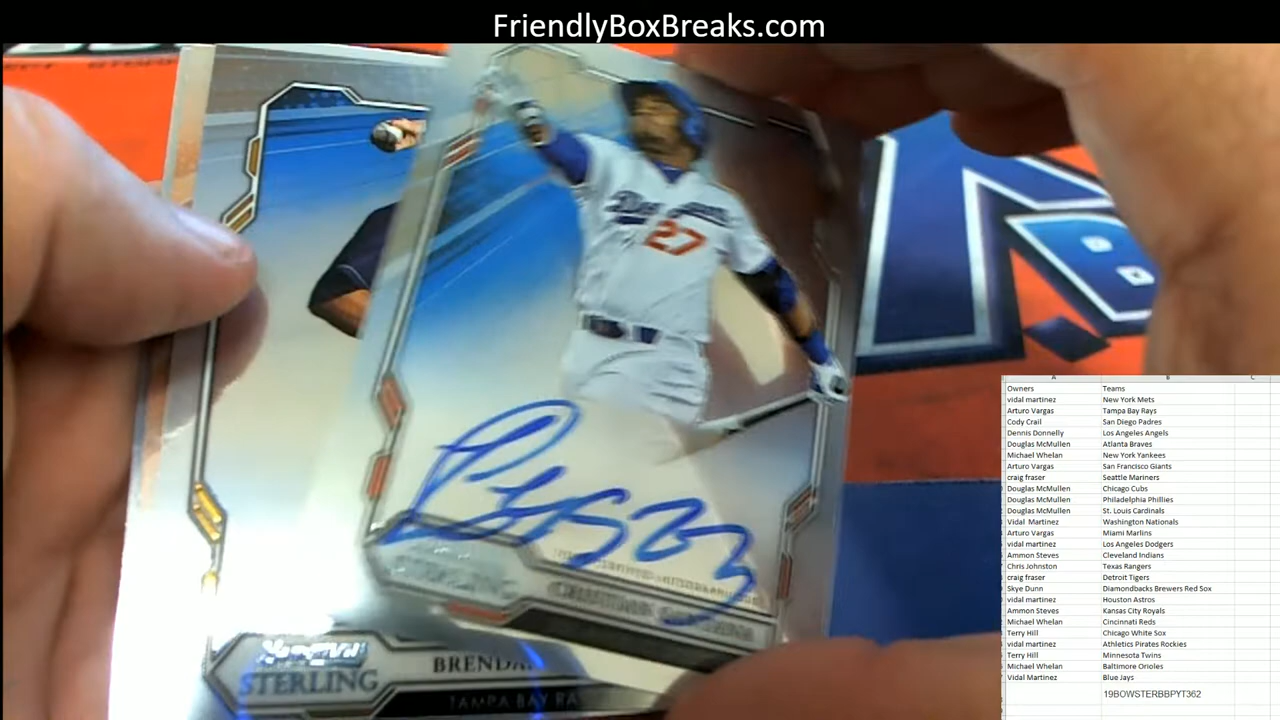 FriendlyBoxBreaks.com
Dodgers
27
STERLING
BRENDA
TAMPA BAY RA
A B C
Owners Teams
vidal martinez New York Mets
Arturo Vargas Tampa Bay Rays
Cody Crail San Diego Padres
Dennis Donnelly Los Angeles Angels
Douglas McMullen Atlanta Braves
Michael Whelan New York Yankees
Arturo Vargas San Francisco Giants
craig fraser Seattle Mariners
Douglas McMullen Chicago Cubs
Douglas McMullen Philadelphia Phillies
Douglas McMullen St. Louis Cardinals
Vidal Martinez Washington Nationals
Arturo Vargas Miami Marlins
vidal martinez Los Angeles Dodgers
Ammon Steves Cleveland Indians
Chris Johnston Texas Rangers
craig fraser Detroit Tigers
Skye Dunn Diamondbacks Brewers Red Sox
vidal martinez Houston Astros
Ammon Steves Kansas City Royals
Michael Whelan Cincinnati Reds
Terry Hill Chicago White Sox
vidal martinez Athletics Pirates Rockies
Terry Hill Minnesota Twins
Michael Whelan Baltimore Orioles
Vidal Martinez Blue Jays
19BOWSTERBBPYT362